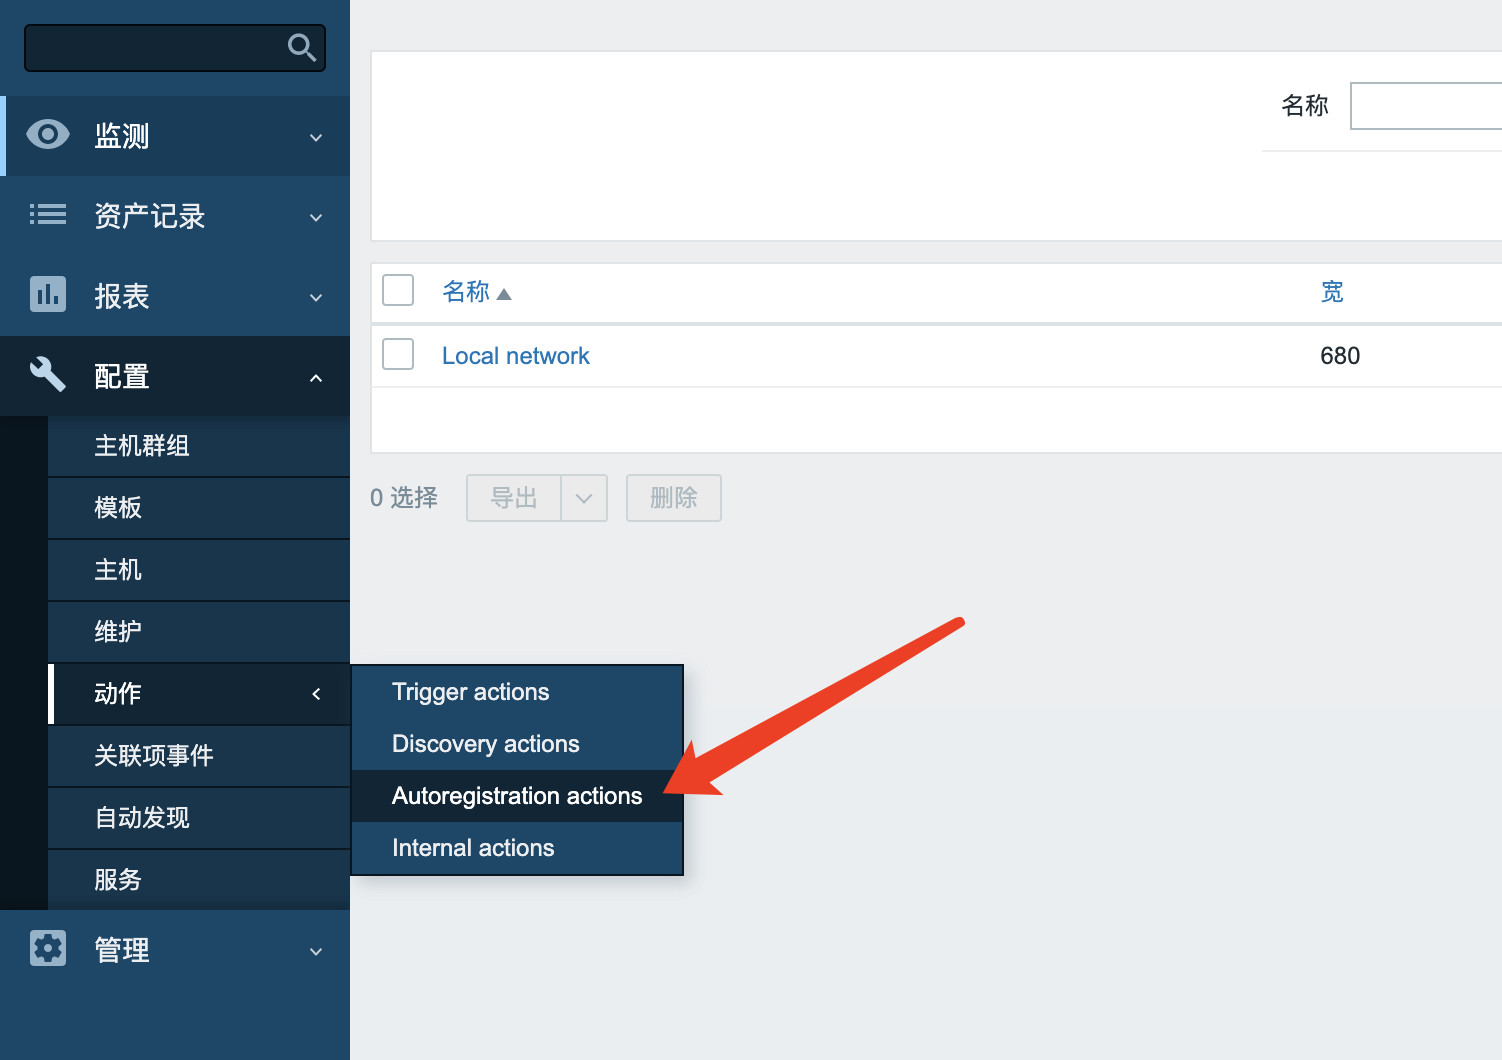 监测
资产记录
报表
配置
主机群组
模板
主机
维护
动作
关联项事件
自动发现
服务
管理
Trigger actions
Discovery actions
Autoregistration actions
Internal actions
名称
名称 宽
Local network 680
0 选择 导出 删除